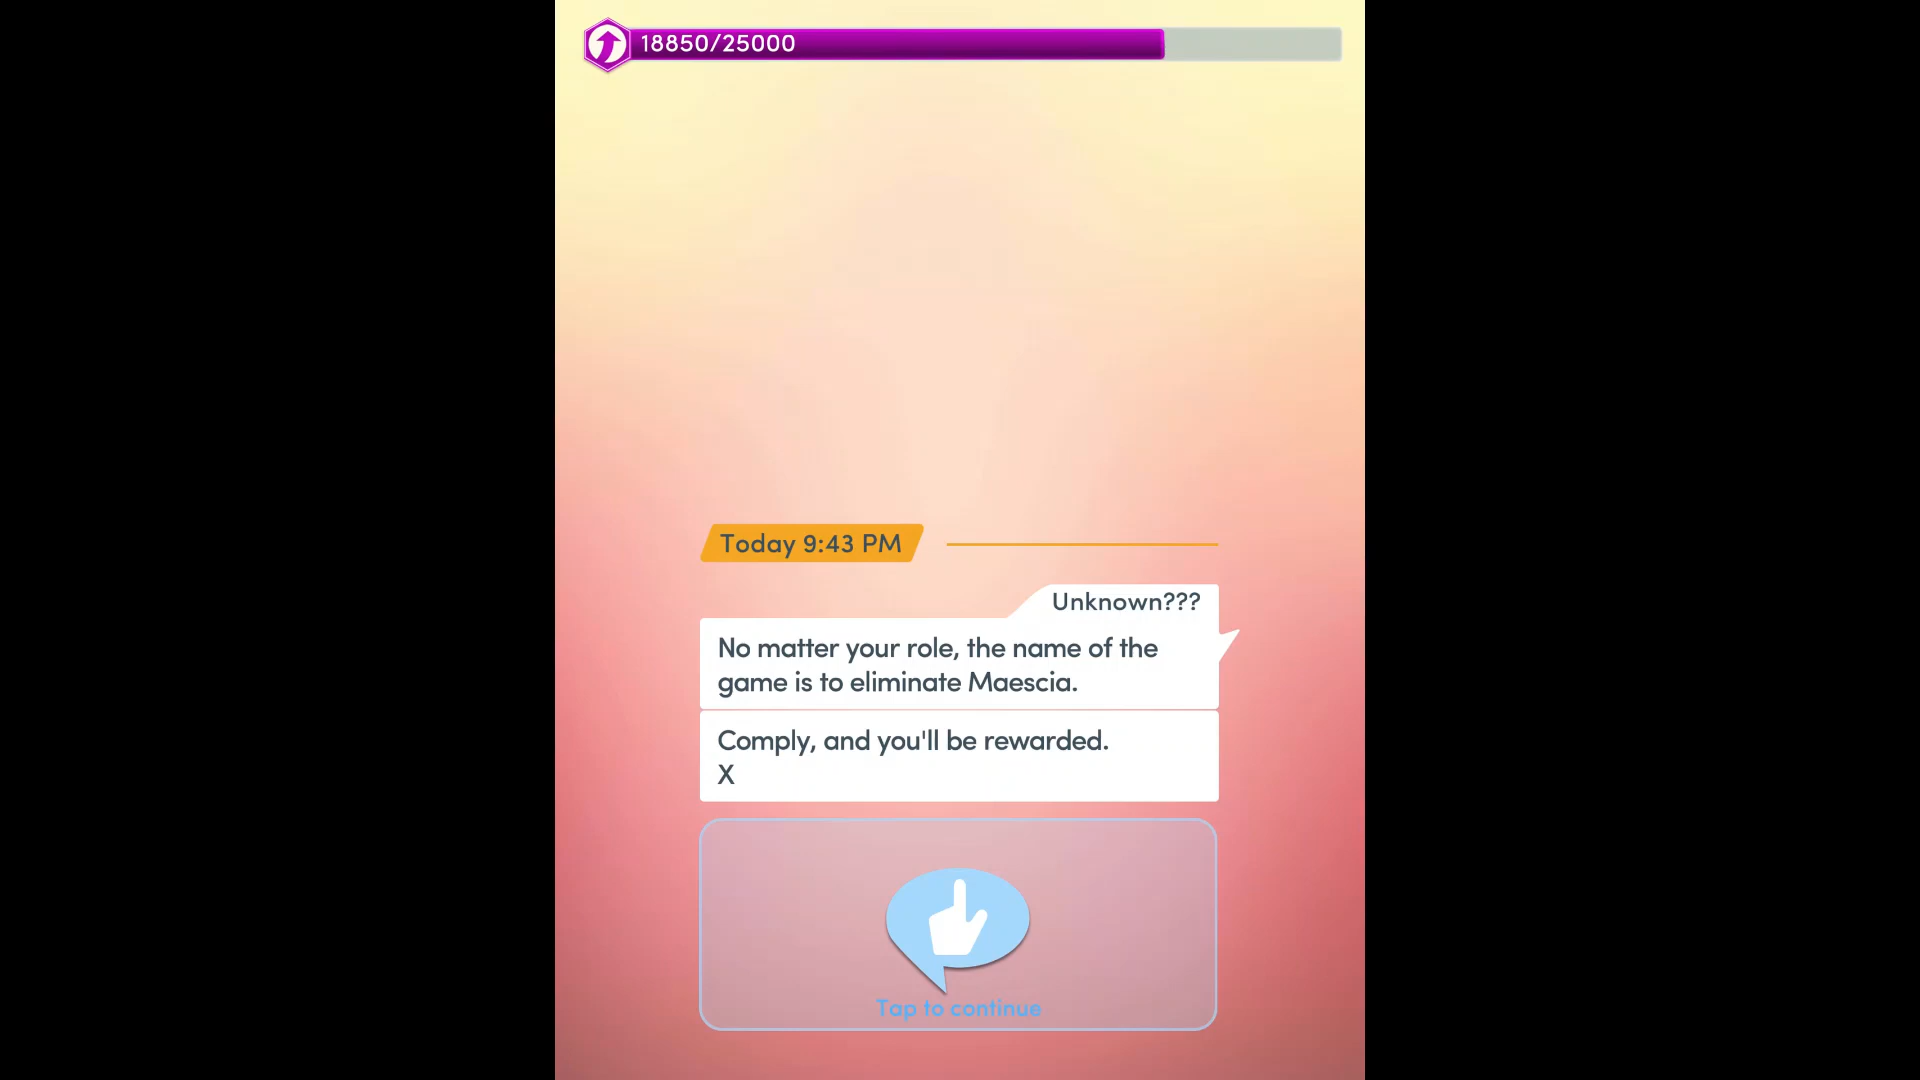 18850/25000
Today 9:43 PM
Unknown???
No matter your role, the name of the
game is to eliminate Maescia.
Comply, and you'll be rewarded.
X
Tap to continue